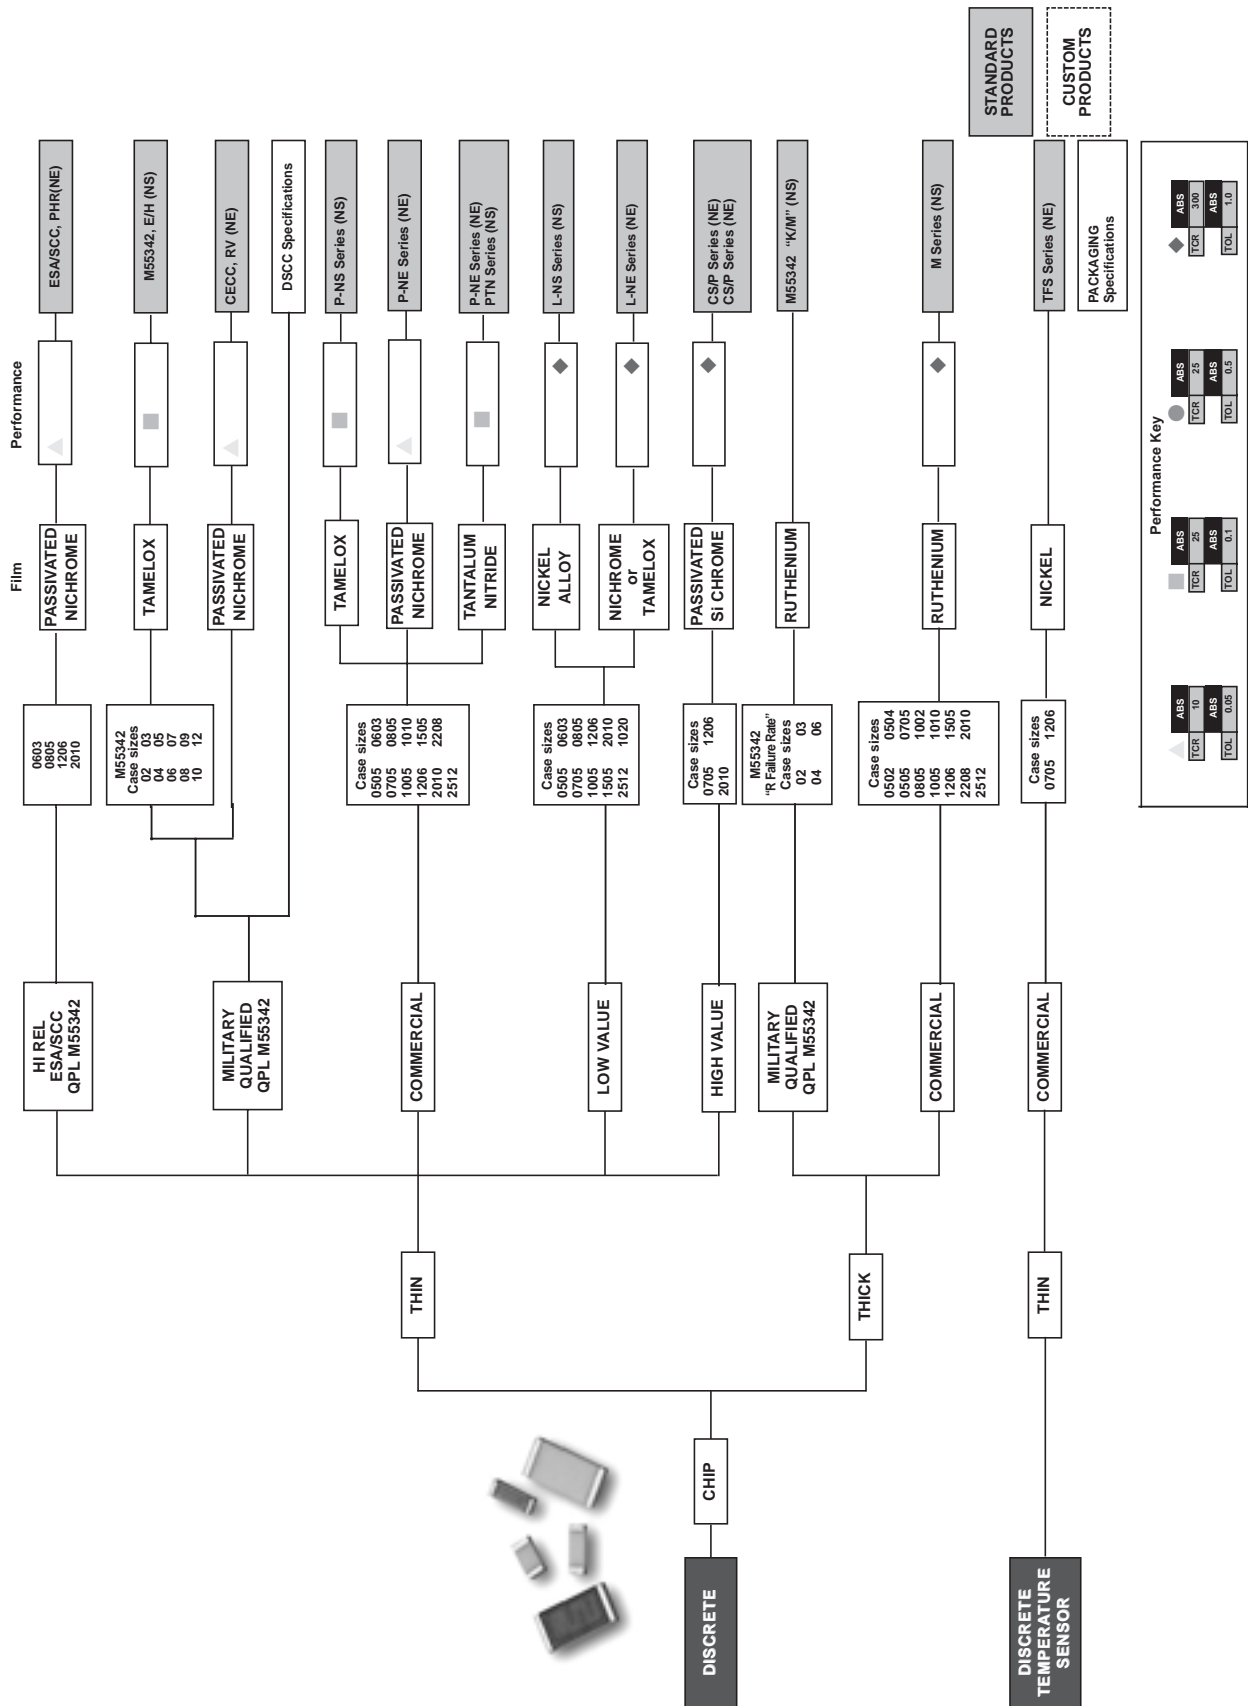 Film
Performance
DISCRETE
CHIP
THIN
HI REL
ESA/SCC
QPL M55342
0603
0805
1206
2010
PASSIVATED
NICHROME
ESA/SCC, PHR(NE)
MILITARY
QUALIFIED
QPL M55342
M55342
Case sizes
02 03
04 05
06 07
08 09
10 12
TAMELOX
M55342, E/H (NS)
PASSIVATED
NICHROME
CECC, RV (NE)
DSCC Specifications
COMMERCIAL
Case sizes
0505 0603
0705 0805
1005 1010
1206 1505
2010 2208
2512
TAMELOX
P-NS Series (NS)
PASSIVATED
NICHROME
P-NE Series (NE)
TANTALUM
NITRIDE
P-NE Series (NE)
PTN Series (NS)
LOW VALUE
Case sizes
0505 0603
0705 0805
1005 1206
1505 2010
2512 1020
NICKEL
ALLOY
L-NS Series (NS)
NICHROME
or
TAMELOX
L-NE Series (NE)
HIGH VALUE
Case sizes
0705 1206
2010
PASSIVATED
Si CHROME
CS/P Series (NE)
CS/P Series (NE)
THICK
MILITARY
QUALIFIED
QPL M55342
M55342
"R Failure Rate"
Case sizes
02 03
04 06
RUTHENIUM
M55342 "K/M" (NS)
COMMERCIAL
Case sizes
0502 0504
0505 0705
0805 1002
1005 1010
1206 1505
2208 2010
2512
RUTHENIUM
M Series (NS)
DISCRETE
TEMPERATURE
SENSOR
THIN
COMMERCIAL
Case sizes
0705 1206
NICKEL
TFS Series (NE)
STANDARD
PRODUCTS
CUSTOM
PRODUCTS
PACKAGING
Specifications
Performance Key
ABS
TCR 10
ABS
TOL 0.05
ABS
TCR 25
ABS
TOL 0.1
ABS
TCR 25
ABS
TOL 0.5
ABS
TCR 300
ABS
TOL 1.0